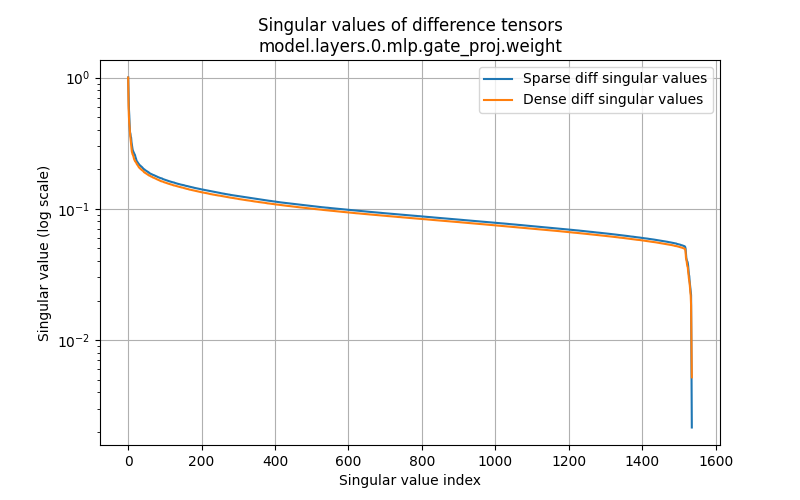 Singular values of difference tensors
model.layers.0.mlp.gate_proj.weight
Sparse diff singular values
Dense diff singular values
Singular value (log scale)
10⁰
10⁻¹
10⁻²
0 200 400 600 800 1000 1200 1400 1600
Singular value index